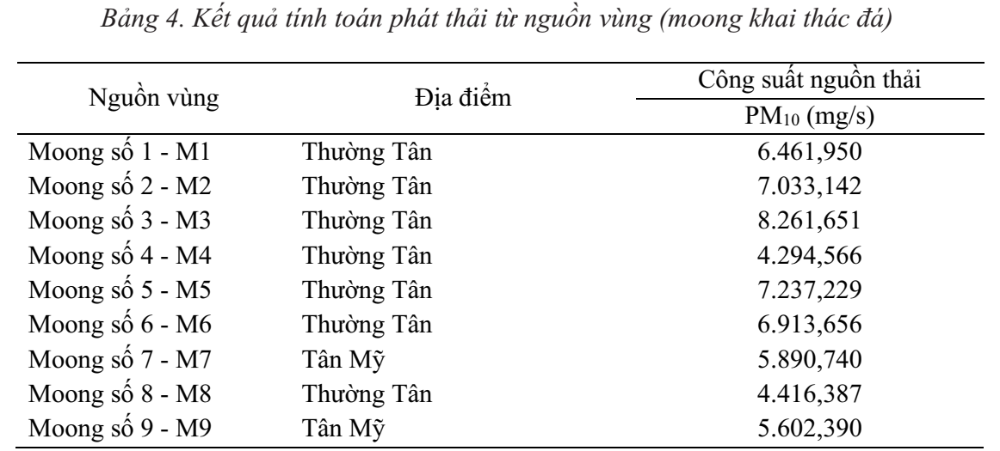 Bảng 4. Kết quả tính toán phát thải từ nguồn vùng (moong khai thác đá)
Nguồn vùng Địa điểm Công suất nguồn thải
PM₁₀ (mg/s)
Moong số 1 - M1 Thường Tân 6.461,950
Moong số 2 - M2 Thường Tân 7.033,142
Moong số 3 - M3 Thường Tân 8.261,651
Moong số 4 - M4 Thường Tân 4.294,566
Moong số 5 - M5 Thường Tân 7.237,229
Moong số 6 - M6 Thường Tân 6.913,656
Moong số 7 - M7 Tân Mỹ 5.890,740
Moong số 8 - M8 Thường Tân 4.416,387
Moong số 9 - M9 Tân Mỹ 5.602,390